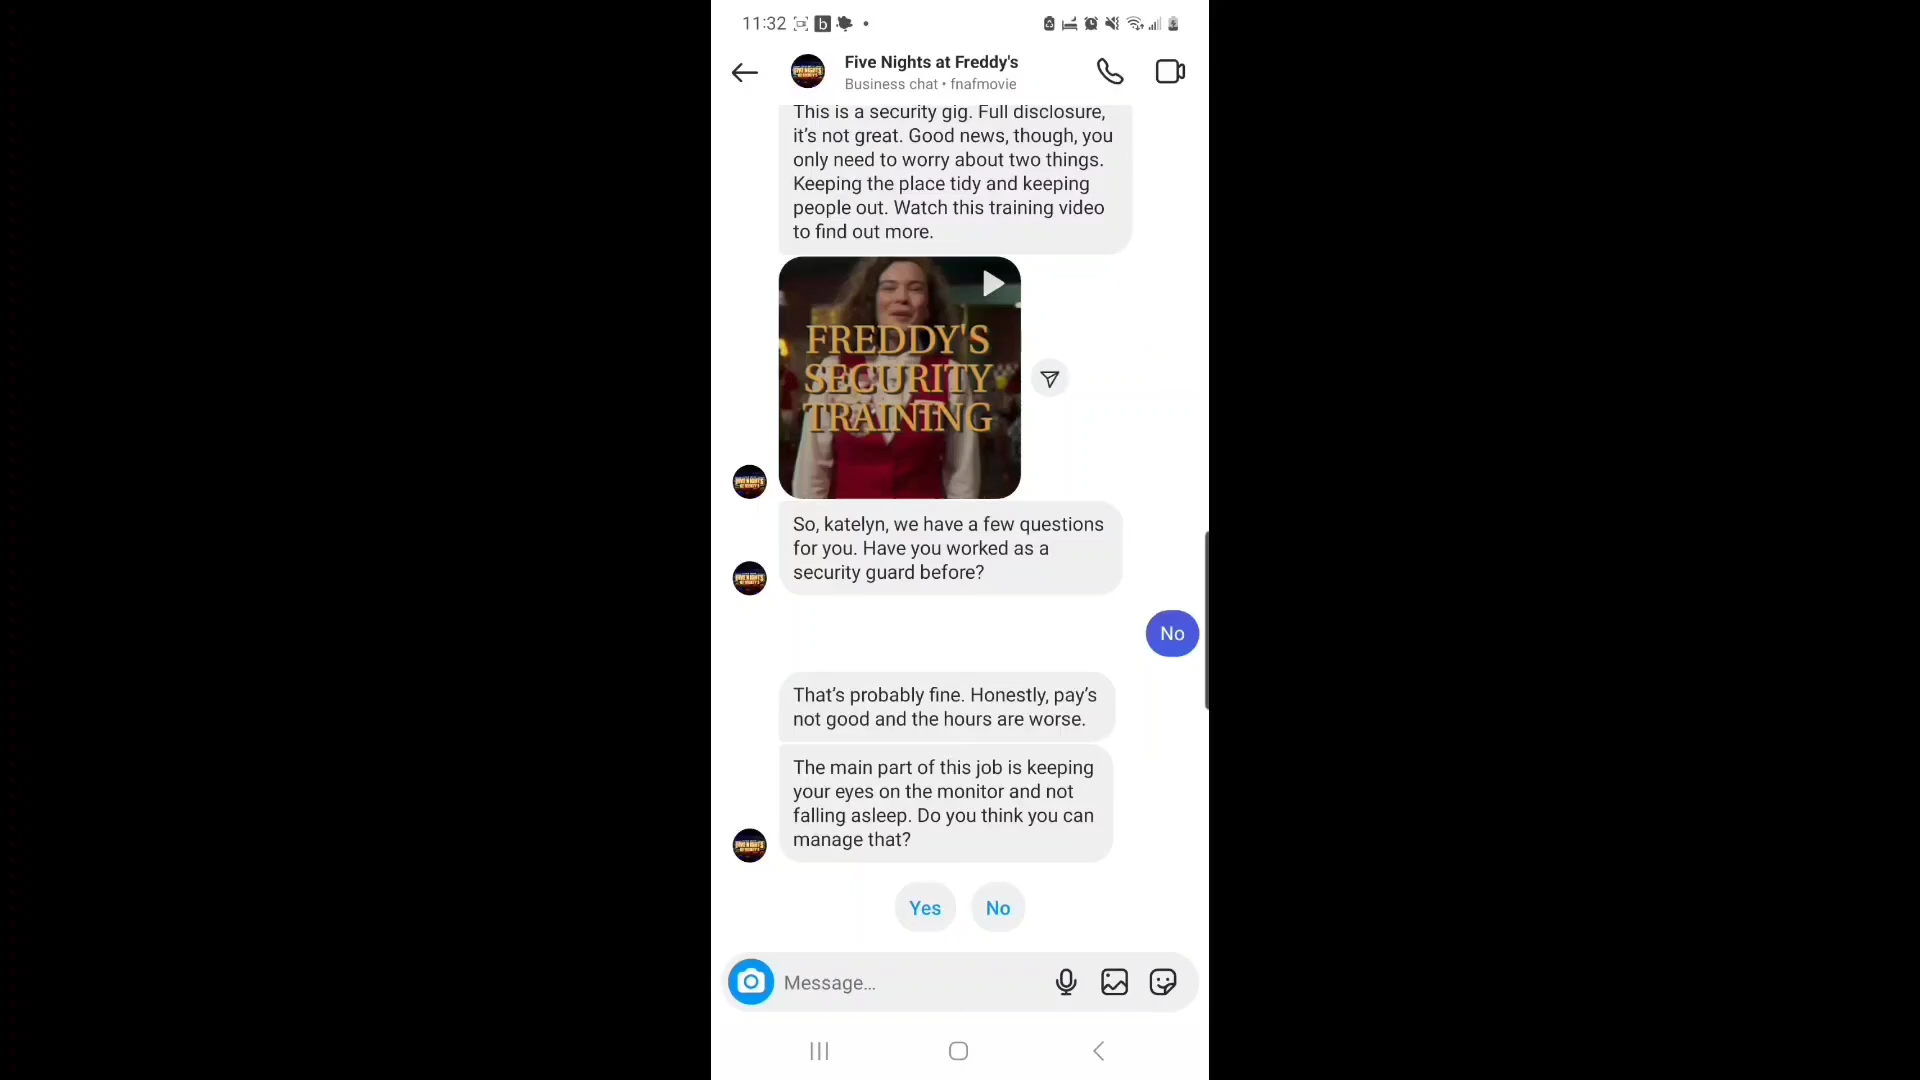 11:32
Five Nights at Freddy's
Business chat • fnafmovie
This is a security gig. Full disclosure,
it’s not great. Good news, though, you
only need to worry about two things.
Keeping the place tidy and keeping
people out. Watch this training video
to find out more.
FREDDY'S
SECURITY
TRAINING
So, katelyn, we have a few questions
for you. Have you worked as a
security guard before?
No
That’s probably fine. Honestly, pay’s
not good and the hours are worse.
The main part of this job is keeping
your eyes on the monitor and not
falling asleep. Do you think you can
manage that?
Yes No
Message...